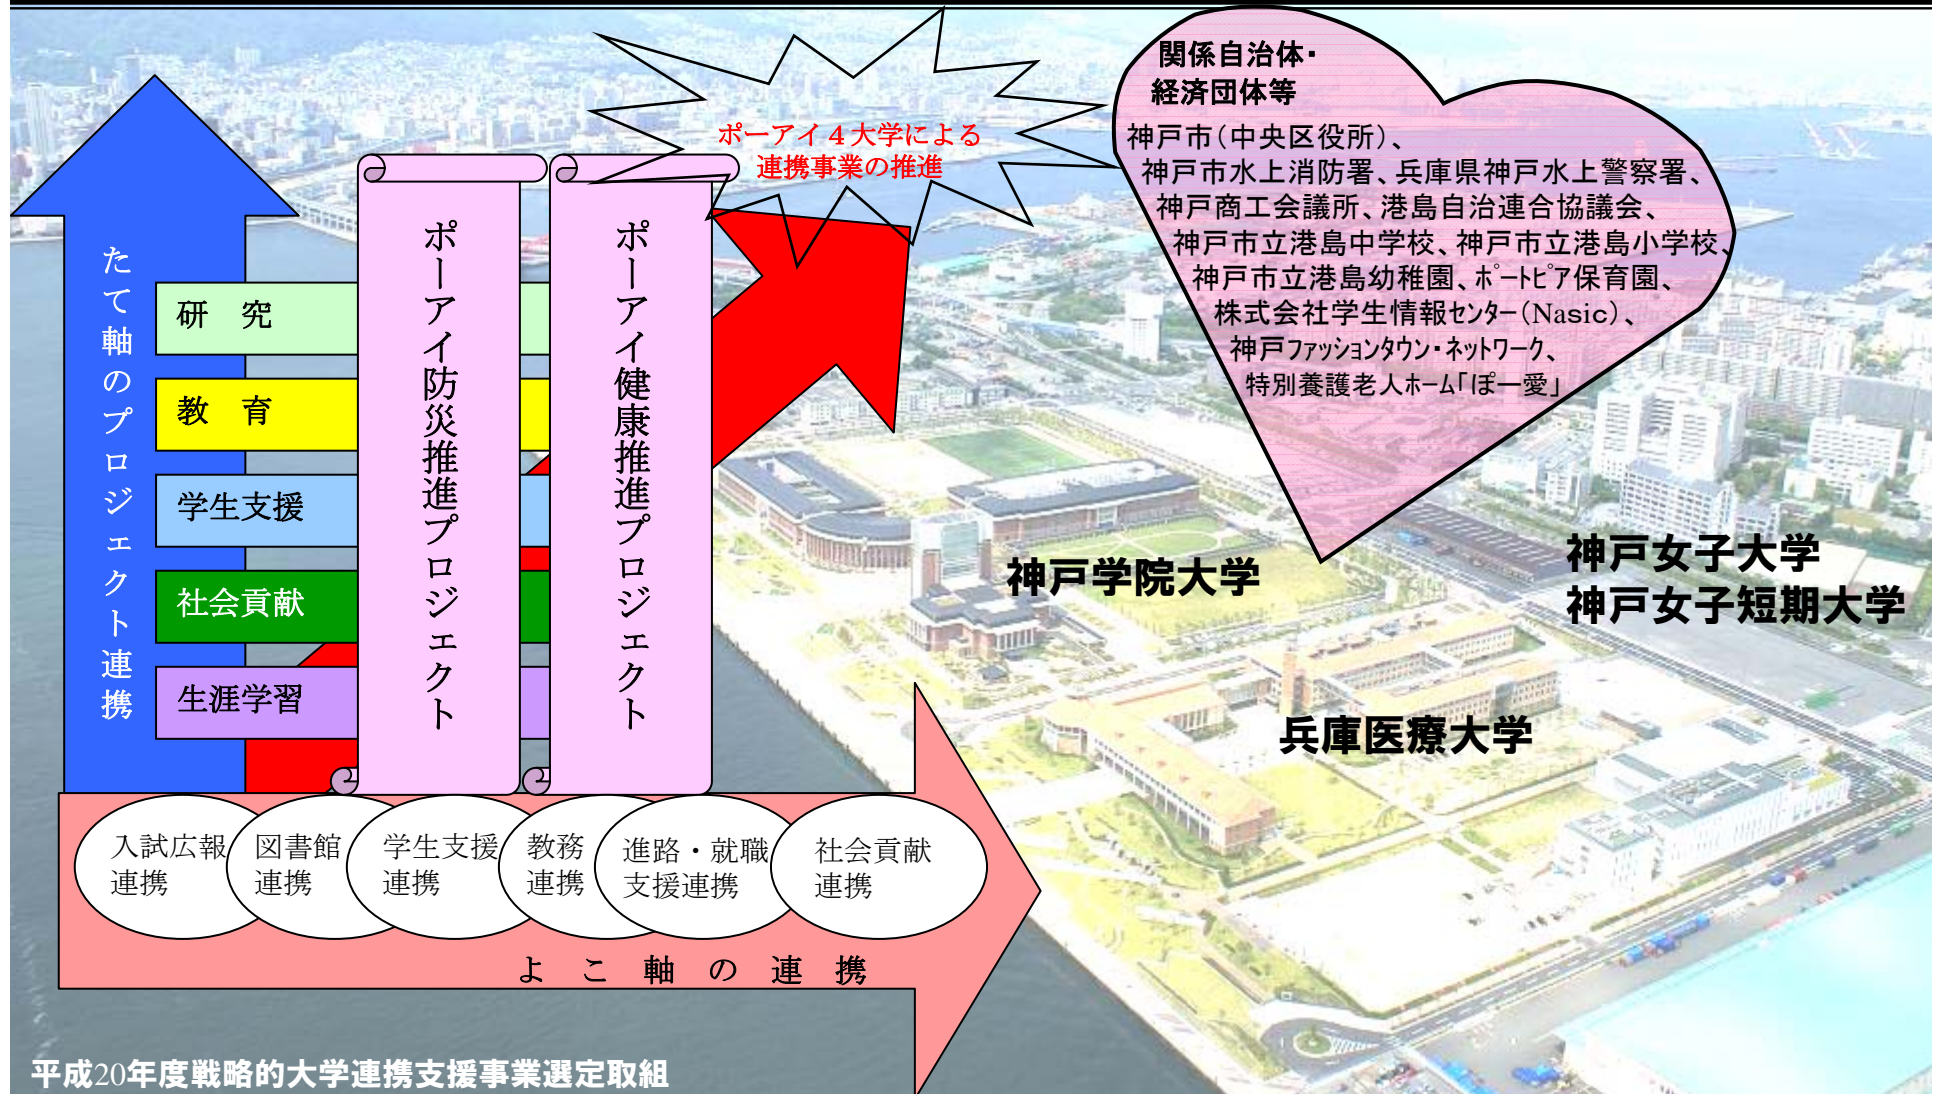 関係自治体・
経済団体等
神戸市(中央区役所)、
神戸市水上消防署、兵庫県神戸水上警察署、
神戸商工会議所、港島自治連合協議会、
神戸市立港島中学校、神戸市立港島小学校、
神戸市立港島幼稚園、ﾎﾟｰﾄﾋﾟｱ保育園、
株式会社学生情報ｾﾝﾀｰ(Nasic)、
神戸ﾌｧｯｼｮﾝﾀｳﾝ・ﾈｯﾄﾜｰｸ、
特別養護老人ﾎｰﾑ「ぽー愛」
ポーアイ４大学による
連携事業の推進
たて軸のプロジェクト連携
研　究
教　育
学生支援
社会貢献
生涯学習
ポーアイ防災推進プロジェクト
ポーアイ健康推進プロジェクト
神戸学院大学
神戸女子大学
神戸女子短期大学
兵庫医療大学
入試広報
連携
図書館
連携
学生支援
連携
教務
連携
進路・就職
支援連携
社会貢献
連携
よ こ 軸 の 連 携
平成20年度戦略的大学連携支援事業選定取組